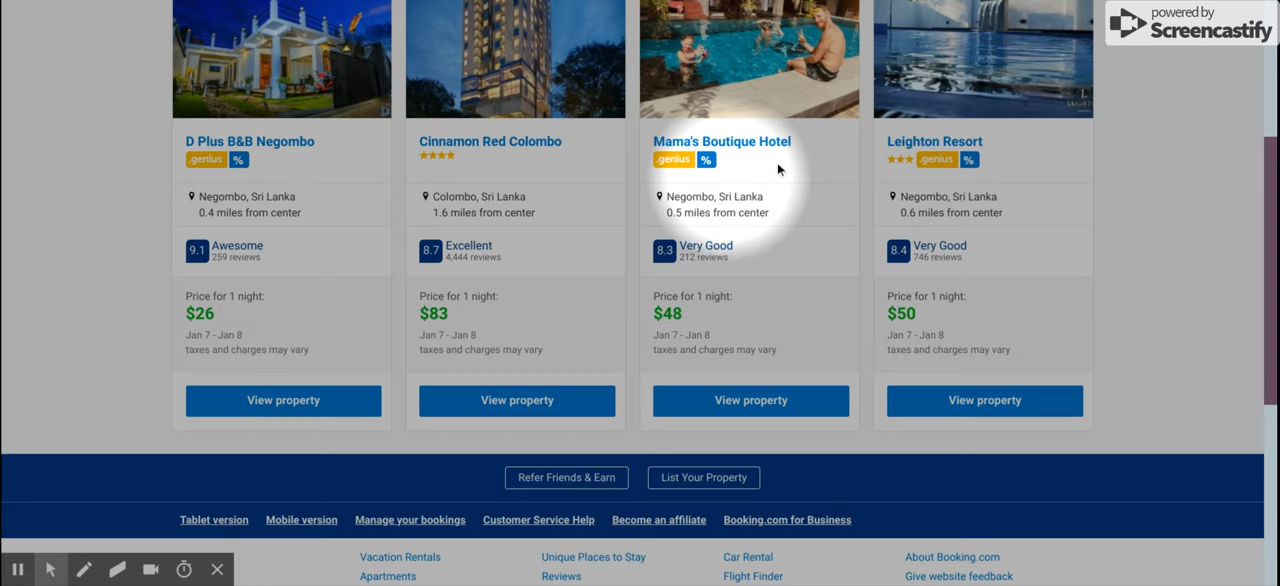 powered by
Screencastify
D Plus B&B Negombo
.genius %
Negombo, Sri Lanka
0.4 miles from center
9.1 Awesome
259 reviews
Price for 1 night:
$26
Jan 7 - Jan 8
taxes and charges may vary
View property
Cinnamon Red Colombo
Colombo, Sri Lanka
1.6 miles from center
8.7 Excellent
4,444 reviews
Price for 1 night:
$83
Jan 7 - Jan 8
taxes and charges may vary
View property
Mama's Boutique Hotel
.genius %
Negombo, Sri Lanka
0.5 miles from center
8.3 Very Good
212 reviews
Price for 1 night:
$48
Jan 7 - Jan 8
taxes and charges may vary
View property
Leighton Resort
.genius %
Negombo, Sri Lanka
0.6 miles from center
8.4 Very Good
746 reviews
Price for 1 night:
$50
Jan 7 - Jan 8
taxes and charges may vary
View property
Refer Friends & Earn
List Your Property
Tablet version Mobile version Manage your bookings Customer Service Help Become an affiliate Booking.com for Business
Vacation Rentals Unique Places to Stay Car Rental About Booking.com
Apartments Reviews Flight Finder Give website feedback